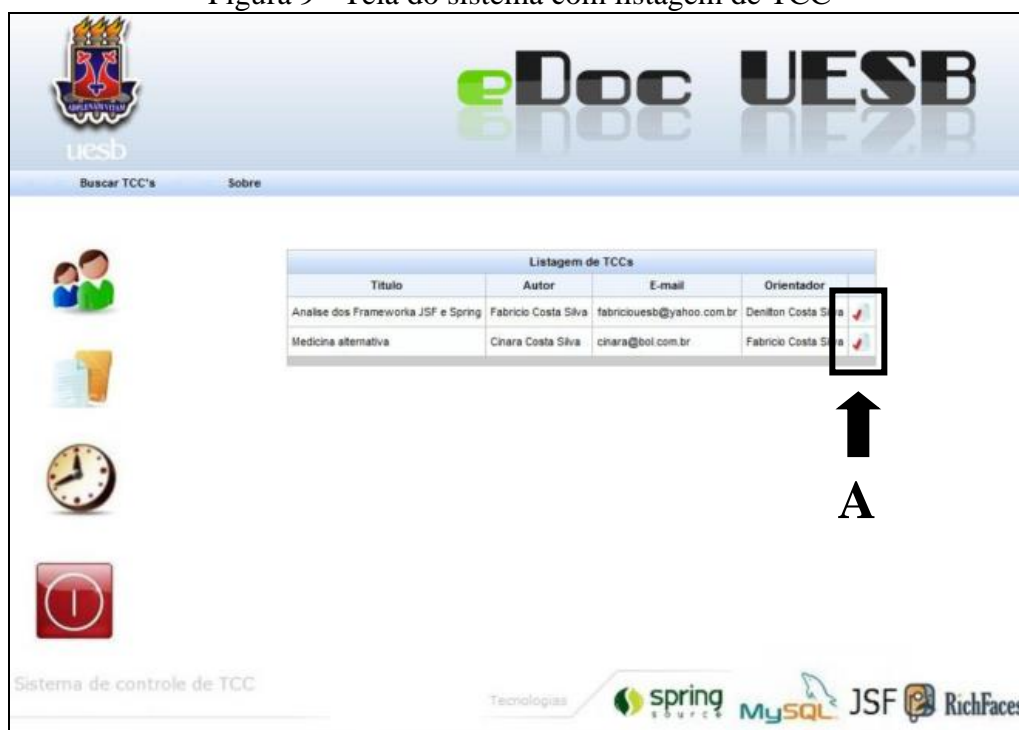 Figura 9 - Tela do sistema com listagem de TCC
eDoc UESB
uesb
Buscar TCC's Sobre
Listagem de TCCs
Titulo Autor E-mail Orientador
Analise dos Frameworka JSF e Spring Fabricio Costa Silva fabriciouesb@yahoo.com.br Denilton Costa Silva
Medicina alternativa Cinara Costa Silva cinara@bol.com.br Fabricio Costa Silva
A
Sistema de controle de TCC
Tecnologias
spring
source
MySQL
JSF
RichFaces